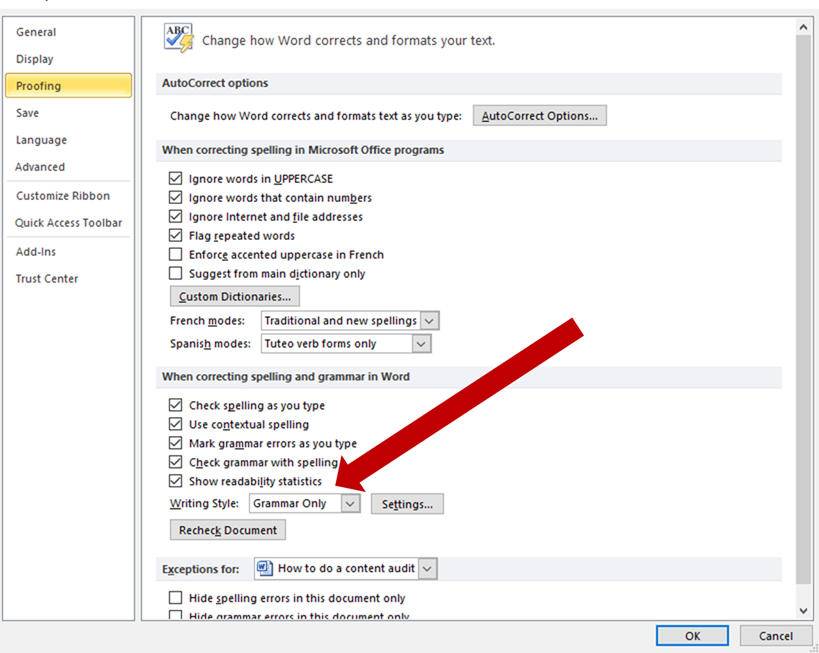 General
Display
Proofing
Save
Language
Advanced
Customize Ribbon
Quick Access Toolbar
Add-Ins
Trust Center
ABC
Change how Word corrects and formats your text.
AutoCorrect options
Change how Word corrects and formats text as you type: AutoCorrect Options...
When correcting spelling in Microsoft Office programs
Ignore words in UPPERCASE
Ignore words that contain numbers
Ignore Internet and file addresses
Flag repeated words
Enforce accented uppercase in French
Suggest from main dictionary only
Custom Dictionaries...
French modes: Traditional and new spellings
Spanish modes: Tuteo verb forms only
When correcting spelling and grammar in Word
Check spelling as you type
Use contextual spelling
Mark grammar errors as you type
Check grammar with spelling
Show readability statistics
Writing Style: Grammar Only Settings...
Recheck Document
Exceptions for: How to do a content audit
Hide spelling errors in this document only
Hide grammar errors in this document only
OK Cancel